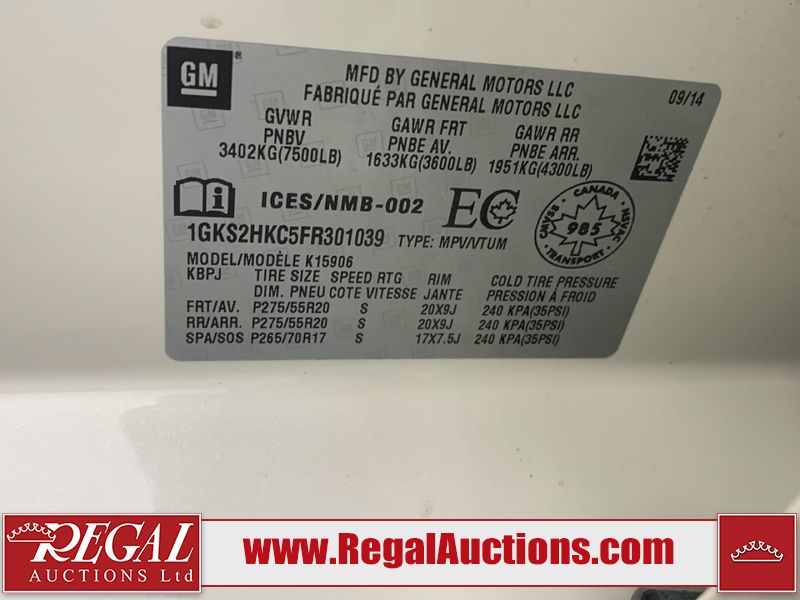 GM ®
MFD BY GENERAL MOTORS LLC
FABRIQUÉ PAR GENERAL MOTORS LLC
09/14
GVWR GAWR FRT GAWR RR
PNBV PNBE AV. PNBE ARR.
3402KG(7500LB) 1633KG(3600LB) 1951KG(4300LB)
i ICES/NMB-002 EC
CANADA
CMVSS 985 NSVAC
TRANSPORT
1GKS2HKC5FR301039 TYPE: MPV/VTUM
MODEL/MODÈLE K15906
KBPJ TIRE SIZE SPEED RTG RIM COLD TIRE PRESSURE
DIM. PNEU COTE VITESSE JANTE PRESSION À FROID
FRT/AV. P275/55R20 S 20X9J 240 KPA(35PSI)
RR/ARR. P275/55R20 S 20X9J 240 KPA(35PSI)
SPA/SOS P265/70R17 S 17X7.5J 240 KPA(35PSI)
REGAL
AUCTIONS Ltd
www.RegalAuctions.com